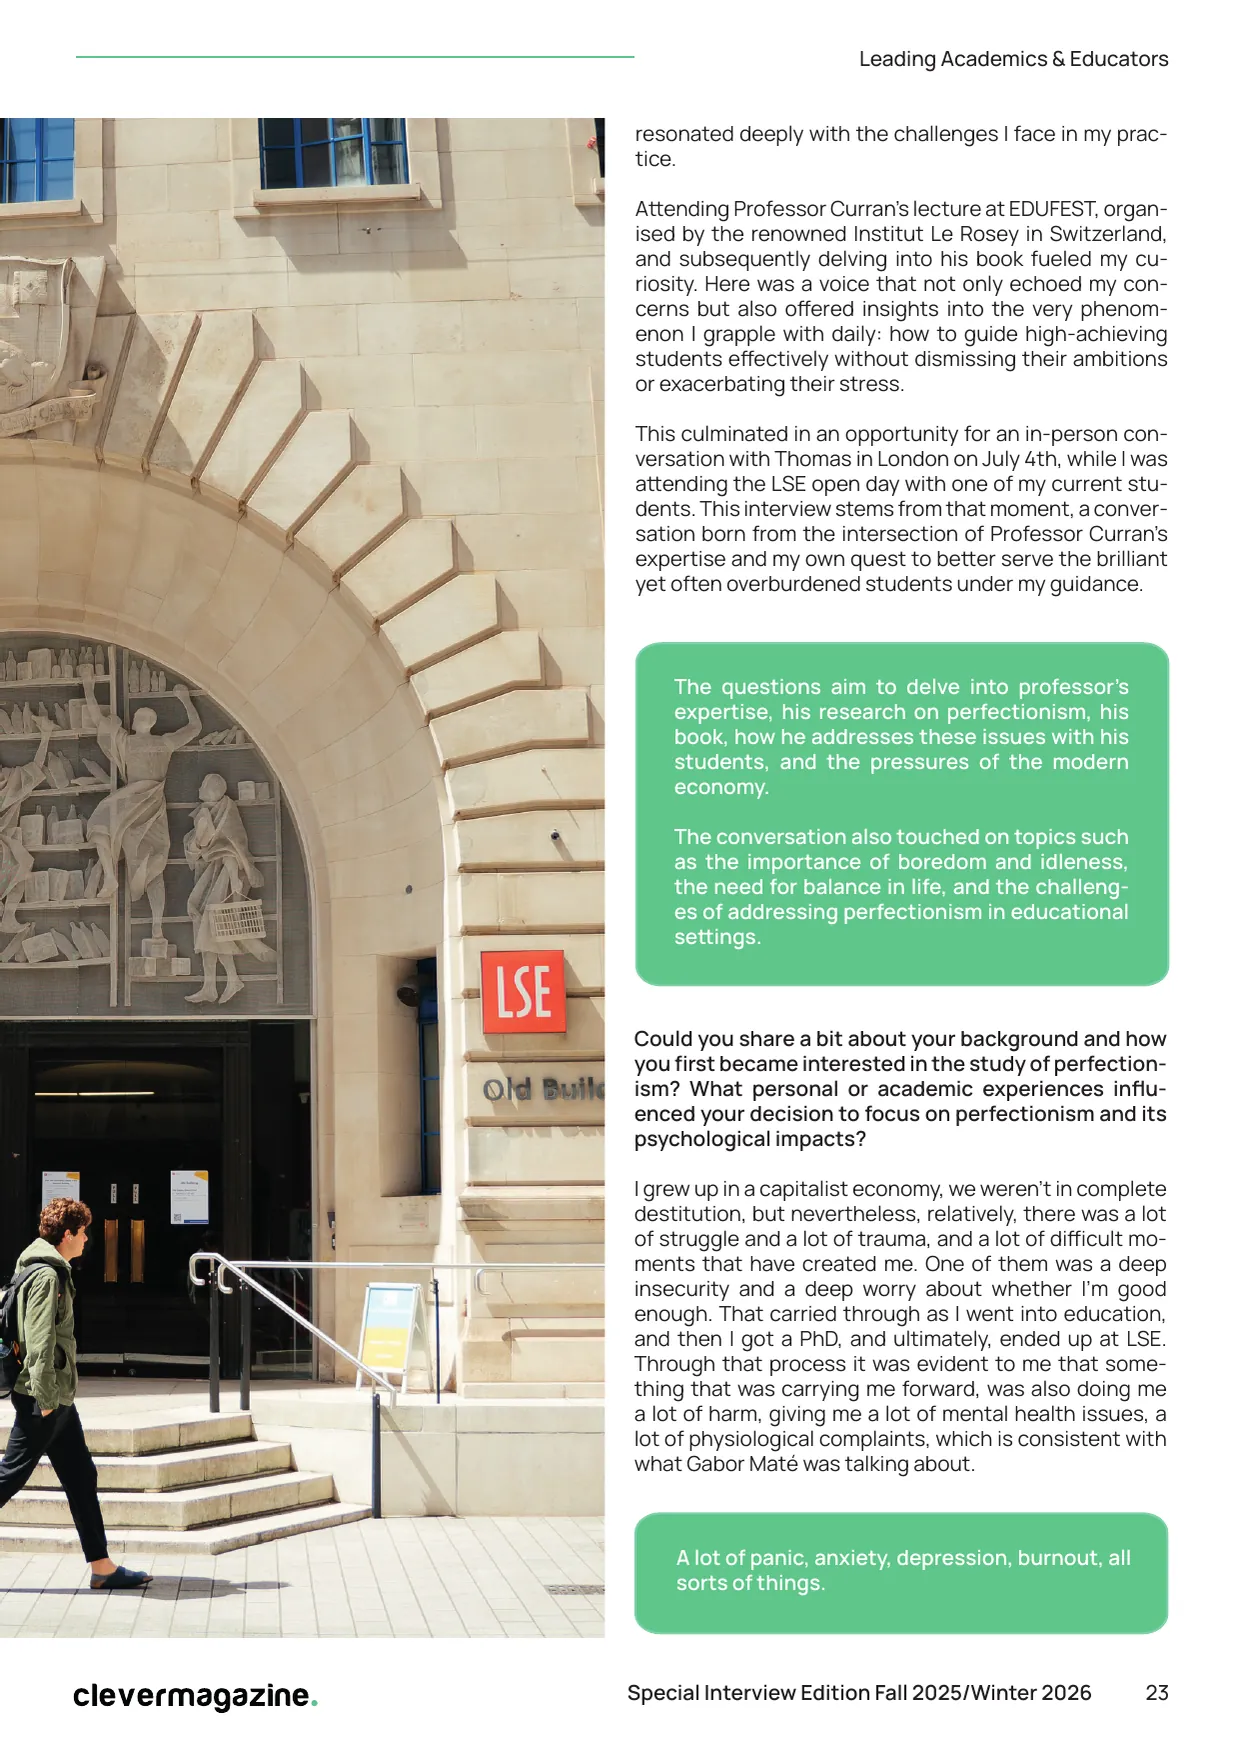 Leading Academics & Educators
resonated deeply with the challenges I face in my prac-
tice.
Attending Professor Curran's lecture at EDUFEST, organ-
ised by the renowned Institut Le Rosey in Switzerland,
and subsequently delving into his book fueled my cu-
riosity. Here was a voice that not only echoed my con-
cerns but also offered insights into the very phenom-
enon I grapple with daily: how to guide high-achieving
students effectively without dismissing their ambitions
or exacerbating their stress.
This culminated in an opportunity for an in-person con-
versation with Thomas in London on July 4th, while I was
attending the LSE open day with one of my current stu-
dents. This interview stems from that moment, a conver-
sation born from the intersection of Professor Curran's
expertise and my own quest to better serve the brilliant
yet often overburdened students under my guidance.
The questions aim to delve into professor's
expertise, his research on perfectionism, his
book, how he addresses these issues with his
students, and the pressures of the modern
economy.
The conversation also touched on topics such
as the importance of boredom and idleness,
the need for balance in life, and the challeng-
es of addressing perfectionism in educational
settings.
LSE
Old Build
Could you share a bit about your background and how
you first became interested in the study of perfection-
ism? What personal or academic experiences influ-
enced your decision to focus on perfectionism and its
psychological impacts?
I grew up in a capitalist economy, we weren't in complete
destitution, but nevertheless, relatively, there was a lot
of struggle and a lot of trauma, and a lot of difficult mo-
ments that have created me. One of them was a deep
insecurity and a deep worry about whether I'm good
enough. That carried through as I went into education,
and then I got a PhD, and ultimately, ended up at LSE.
Through that process it was evident to me that some-
thing that was carrying me forward, was also doing me
a lot of harm, giving me a lot of mental health issues, a
lot of physiological complaints, which is consistent with
what Gabor Maté was talking about.
A lot of panic, anxiety, depression, burnout, all
sorts of things.
clevermagazine.
Special Interview Edition Fall 2025/Winter 2026
23